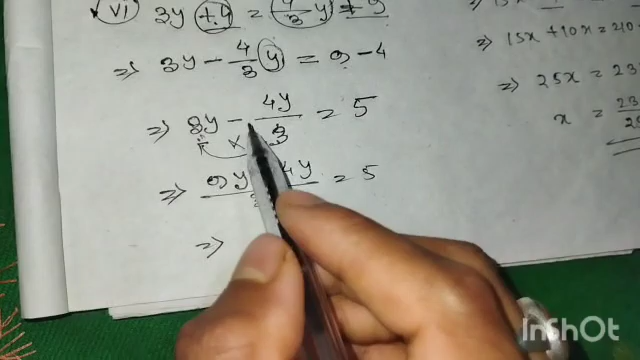 (vi) 3y + 4 = 4/3 y + 9
⇒ 3y - 4/3 y = 9 - 4
⇒ 3y - 4y/3 = 5
⇒ 9y 4y = 5
⇒
⇒ 15x + 10x = 210
⇒ 25x = 23
x =
InShOt